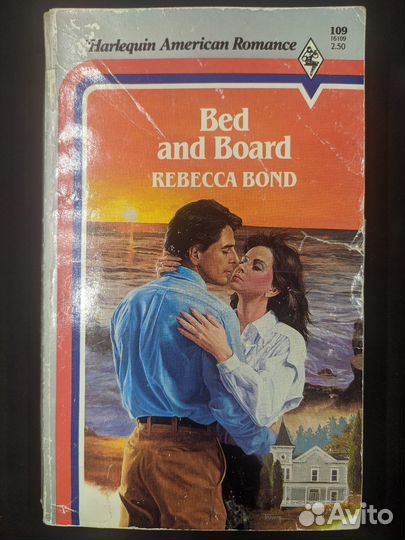 Harlequin American Romance
109
16109
2.50
Bed
and Board
REBECCA BOND
Avito